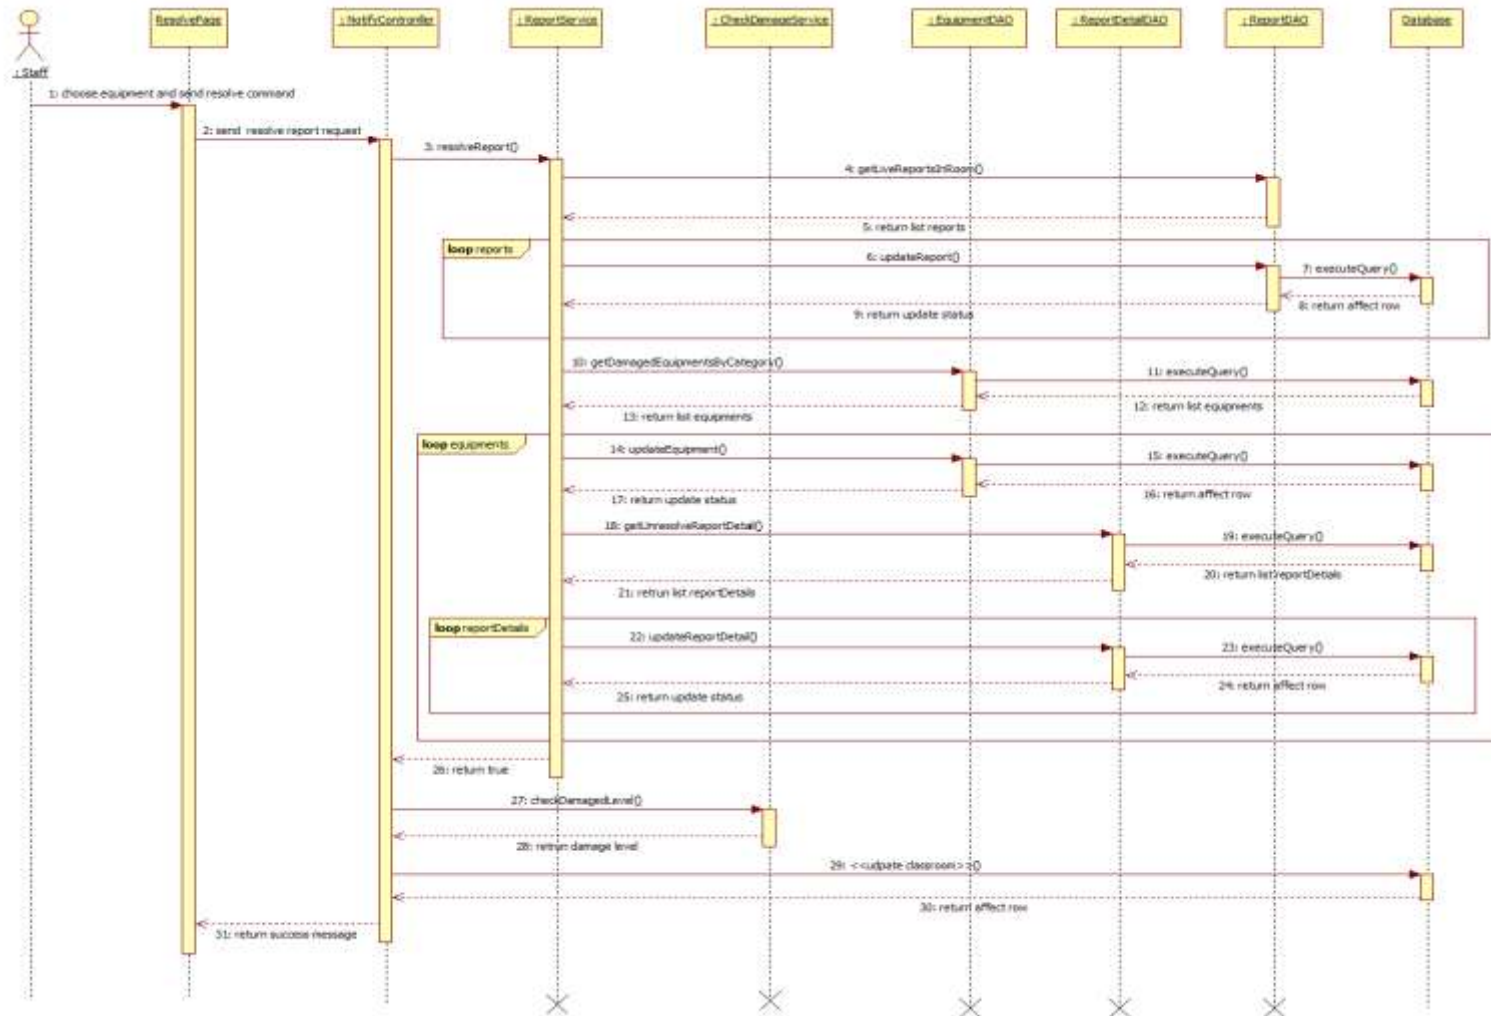 ResolvePage
: NotifyController
: ReportService
: CheckDamageService
: EquipmentDAO
: ReportDetailDAO
: ReportDAO
Database
: Staff
1: choose equipment and send resolve command
2: send resolve report request
3: resolveReport()
4: getLiveReportsInRoom()
5: return list reports
loop reports
6: updateReport()
7: executeQuery()
8: return affect row
9: return update status
10: getDamagedEquipmentsByCategory()
11: executeQuery()
12: return list equipments
13: return list equipments
loop equipments
14: updateEquipment()
15: executeQuery()
16: return affect row
17: return update status
18: getUnresolveReportDetail()
19: executeQuery()
20: return list reportDetials
21: retrun list reportDetails
loop reportDetails
22: updateReportDetail()
23: executeQuery()
24: return affect row
25: return update status
26: return true
27: checkDamagedLevel()
28: retrun damage level
29: <<udpate classroom>>()
30: return affect row
31: return success message